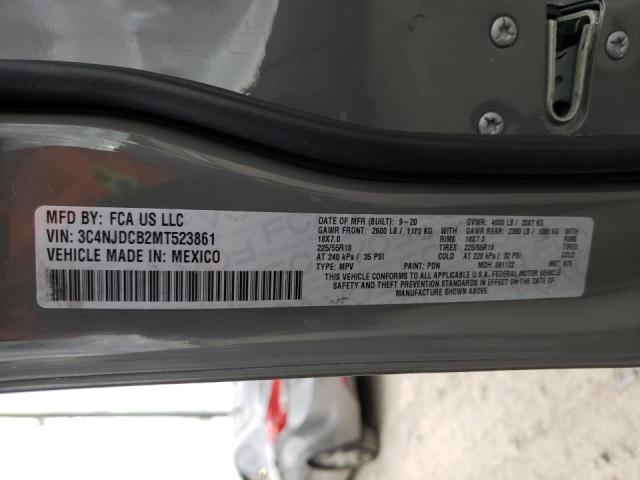 MFD BY: FCA US LLC
VIN: 3C4NJDCB2MT523861
VEHICLE MADE IN: MEXICO
DATE OF MFR (BUILT): 9-20 GVWR: 4600 LB / 2087 KG
GAWR FRONT: 2600 LB / 1180 KG WITH GAWR REAR: 2380 LB / 1080 KG WITH
18X7.0 RIMS 18X7.0 RIMS
225/55R18 TIRES 225/55R18 TIRES
AT 240 kPa / 35 PSI COLD AT 220 kPa / 32 PSI COLD
TYPE: MPV PAINT: PDN MDH: 091122 MKT:
THIS VEHICLE CONFORMS TO ALL APPLICABLE U.S.A. FEDERAL MOTOR VEHICLE
SAFETY AND THEFT PREVENTION STANDARDS IN EFFECT ON THE DATE OF
MANUFACTURE SHOWN ABOVE.